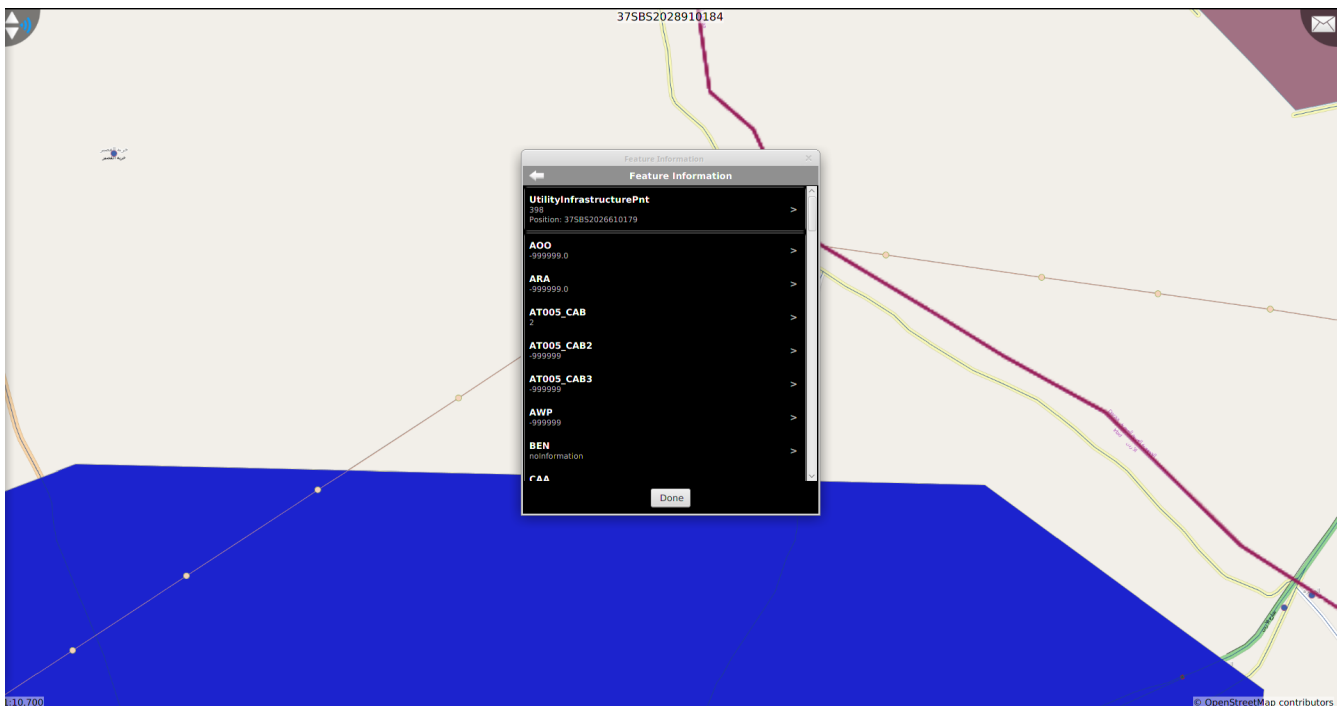 37SBS2028910184
Feature Information
Feature Information
UtilityInfrastructurePnt
398
Position: 37SBS2026610179
>
AOO
-999999.0
>
ARA
-999999.0
>
AT005_CAB
2
>
AT005_CAB2
-999999
>
AT005_CAB3
-999999
>
AWP
-999999
>
BEN
noInformation
>
CAA
Done
1:10,700
© OpenStreetMap contributors